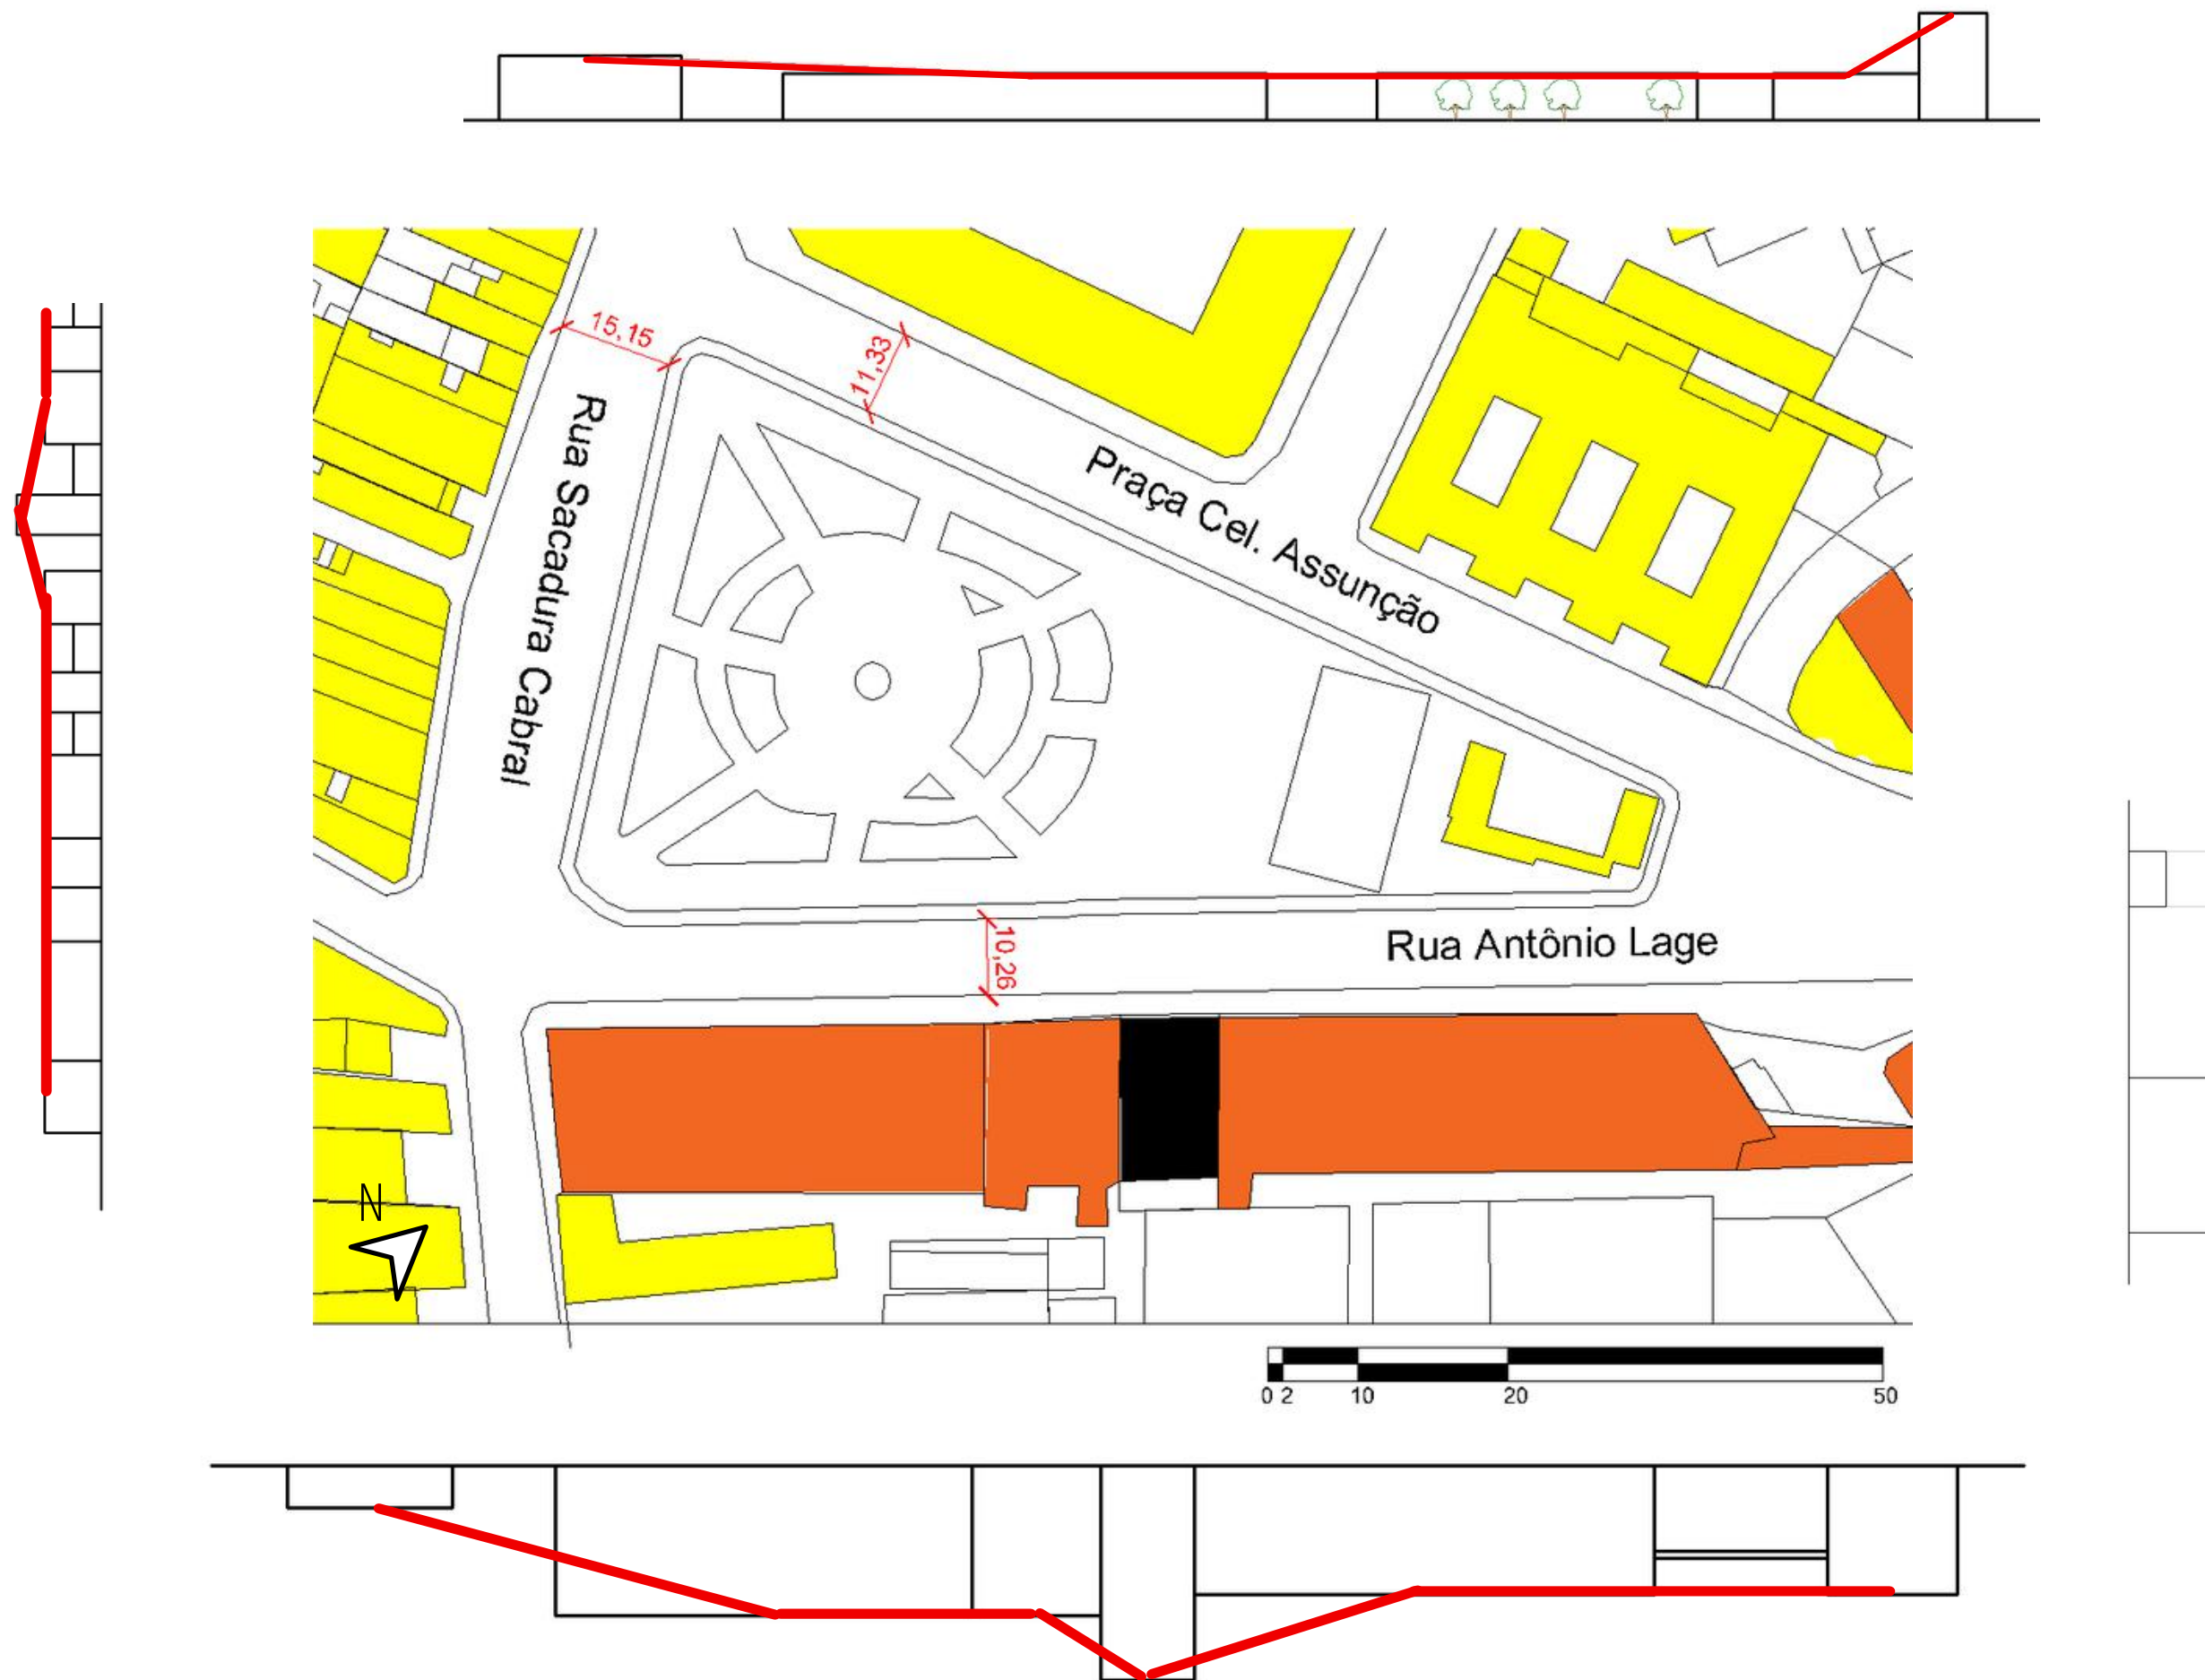 15,15
11,33
Rua Sacadura Cabral
Praça Cel. Assunção
10,26
Rua Antônio Lage
N
0 2 10 20 50